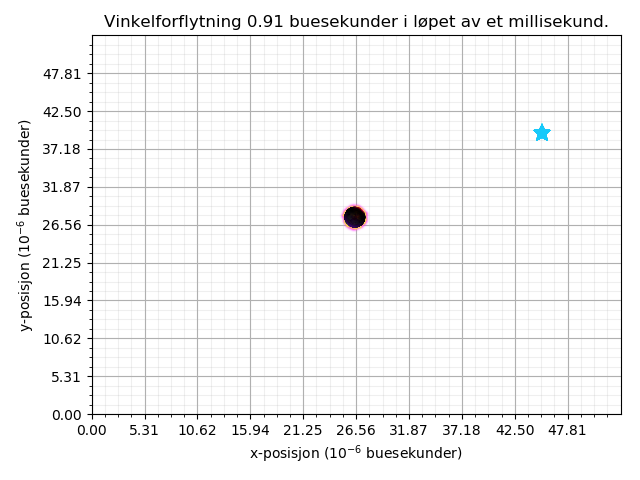 Vinkelforflytning 0.91 buesekunder i løpet av et millisekund.
47.81
42.50
37.18
31.87
26.56
21.25
15.94
10.62
5.31
0.00
y-posisjon (10⁻⁶ buesekunder)
0.00 5.31 10.62 15.94 21.25 26.56 31.87 37.18 42.50 47.81
x-posisjon (10⁻⁶ buesekunder)